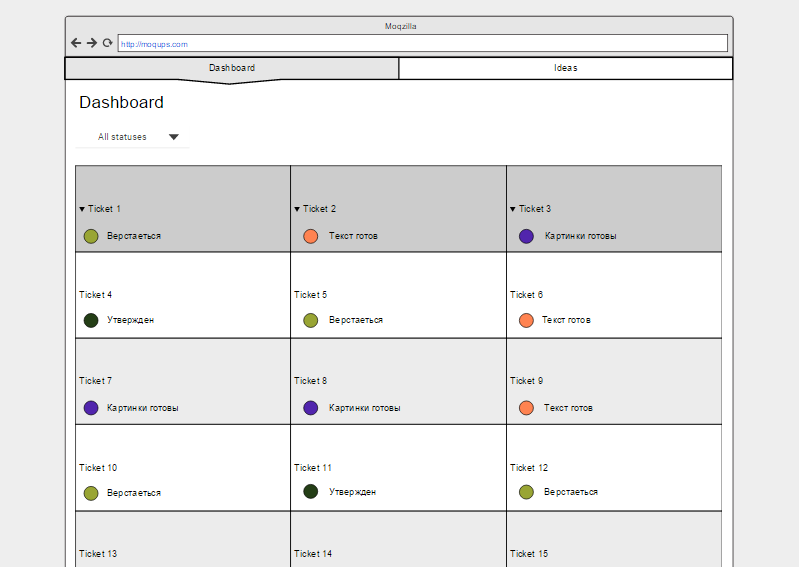 Moqzilla
http://moqups.com
Dashboard
Ideas
Dashboard
All statuses
Ticket 1
Ticket 2
Ticket 3
Верстаеться
Текст готов
Картинки готовы
Ticket 4
Ticket 5
Ticket 6
Утвержден
Верстаеться
Текст готов
Ticket 7
Ticket 8
Ticket 9
Картинки готовы
Картинки готовы
Текст готов
Ticket 10
Ticket 11
Ticket 12
Верстаеться
Утвержден
Верстаеться
Ticket 13
Ticket 14
Ticket 15